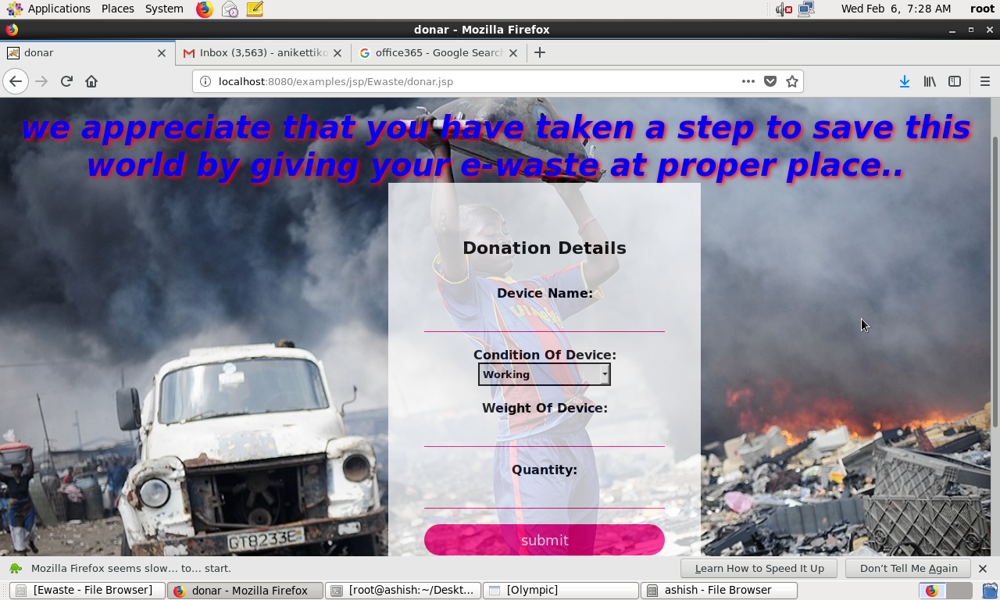 Applications Places System Wed Feb 6, 7:28 AM root
donar - Mozilla Firefox
donar Inbox (3,563) - anikettiko office365 - Google Search
localhost:8080/examples/jsp/Ewaste/donar.jsp
we appreciate that you have taken a step to save this
world by giving your e-waste at proper place..
Donation Details
Device Name:
Condition Of Device:
Working
Weight Of Device:
Quantity:
submit
GT8233E
Mozilla Firefox seems slow... to... start. Learn How to Speed It Up Don't Tell Me Again
[Ewaste - File Browser] donar - Mozilla Firefox [root@ashish:~/Deskt... [Olympic] ashish - File Browser